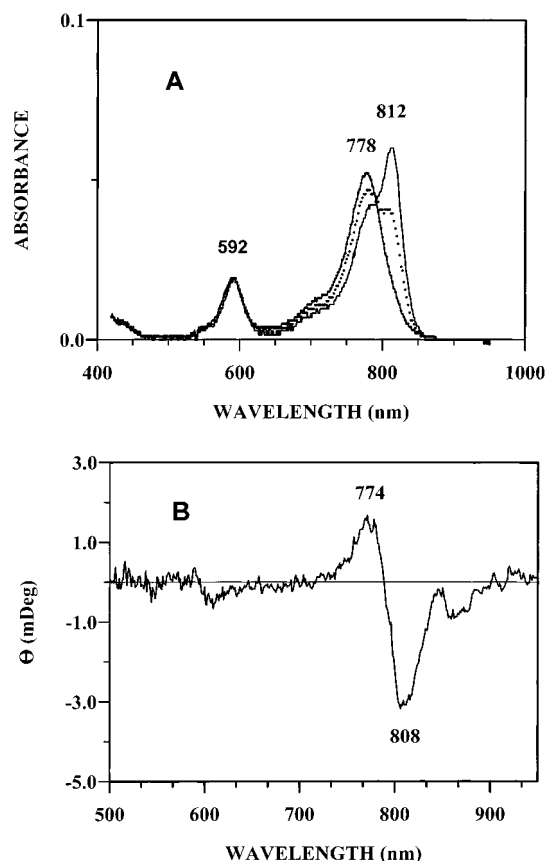 0.1
A
812
778
ABSORBANCE
592
0.0
400 600 800 1000
WAVELENGTH (nm)
3.0
774
B
1.0
Θ (mDeg)
-1.0
-3.0
808
-5.0
500 600 700 800 900
WAVELENGTH (nm)